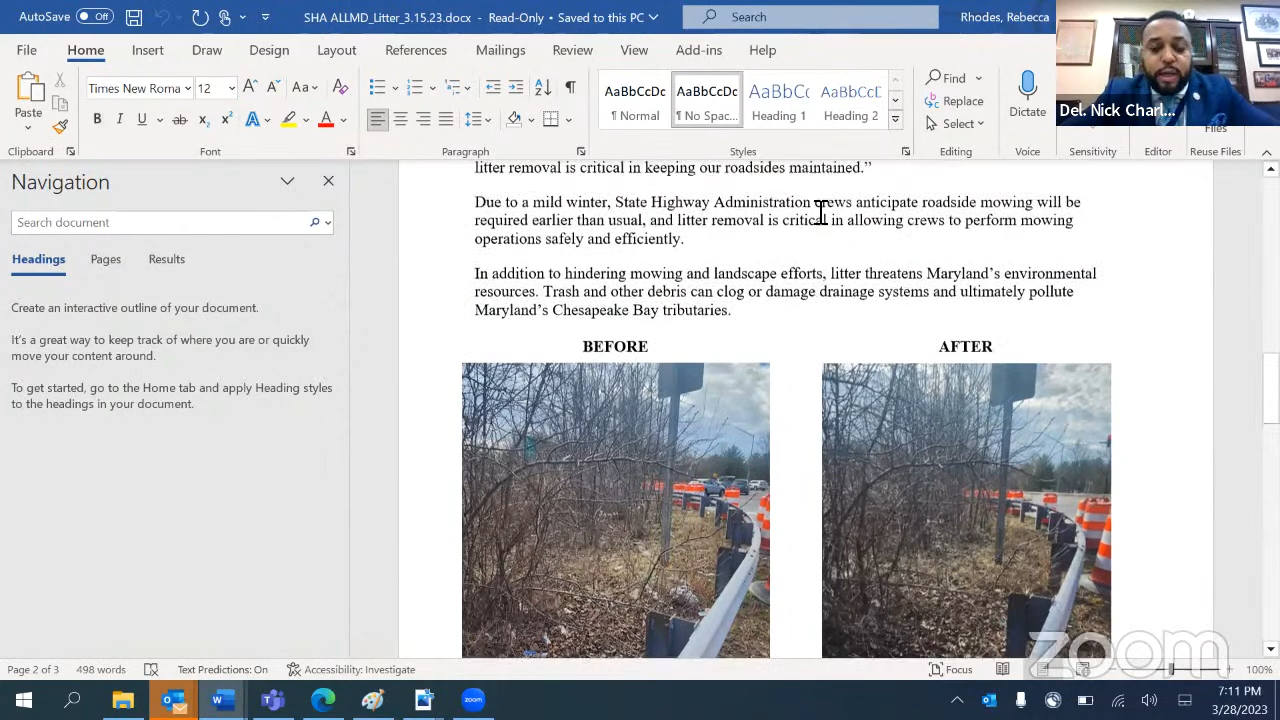 AutoSave Off SHA ALLMD_Litter_3.15.23.docx - Read-Only • Saved to this PC Search Rhodes, Rebecca
File Home Insert Draw Design Layout References Mailings Review View Add-ins Help
Paste Times New Roma 12 AaBbCcDc AaBbCcDc AaBbCc AaBbCcD Find Dictate Del. Nick Charl...
¶ Normal ¶ No Spac... Heading 1 Heading 2 Replace Select Files
Clipboard Font Paragraph Styles Editing Voice Sensitivity Editor Reuse Files
Navigation
Search document
Headings Pages Results
Create an interactive outline of your document.
It's a great way to keep track of where you are or quickly
move your content around.
To get started, go to the Home tab and apply Heading styles
to the headings in your document.
litter removal is critical in keeping our roadsides maintained.”
Due to a mild winter, State Highway Administration crews anticipate roadside mowing will be
required earlier than usual, and litter removal is critical in allowing crews to perform mowing
operations safely and efficiently.
In addition to hindering mowing and landscape efforts, litter threatens Maryland’s environmental
resources. Trash and other debris can clog or damage drainage systems and ultimately pollute
Maryland’s Chesapeake Bay tributaries.
BEFORE AFTER
zoom
Page 2 of 3 498 words Text Predictions: On Accessibility: Investigate Focus 100%
zoom 7:11 PM
3/28/2023